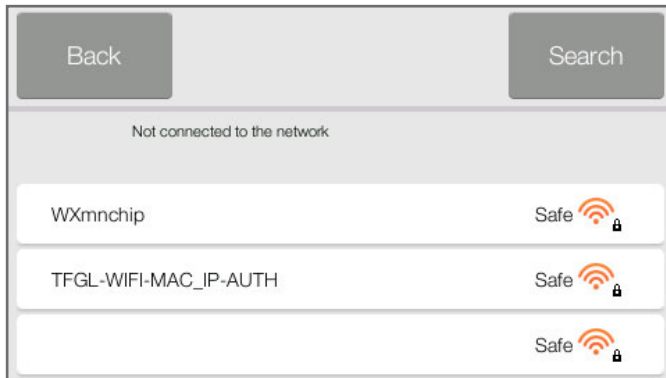 Back
Search
Not connected to the network
WXmnchip
Safe
TFGL-WIFI-MAC_IP-AUTH
Safe
Safe